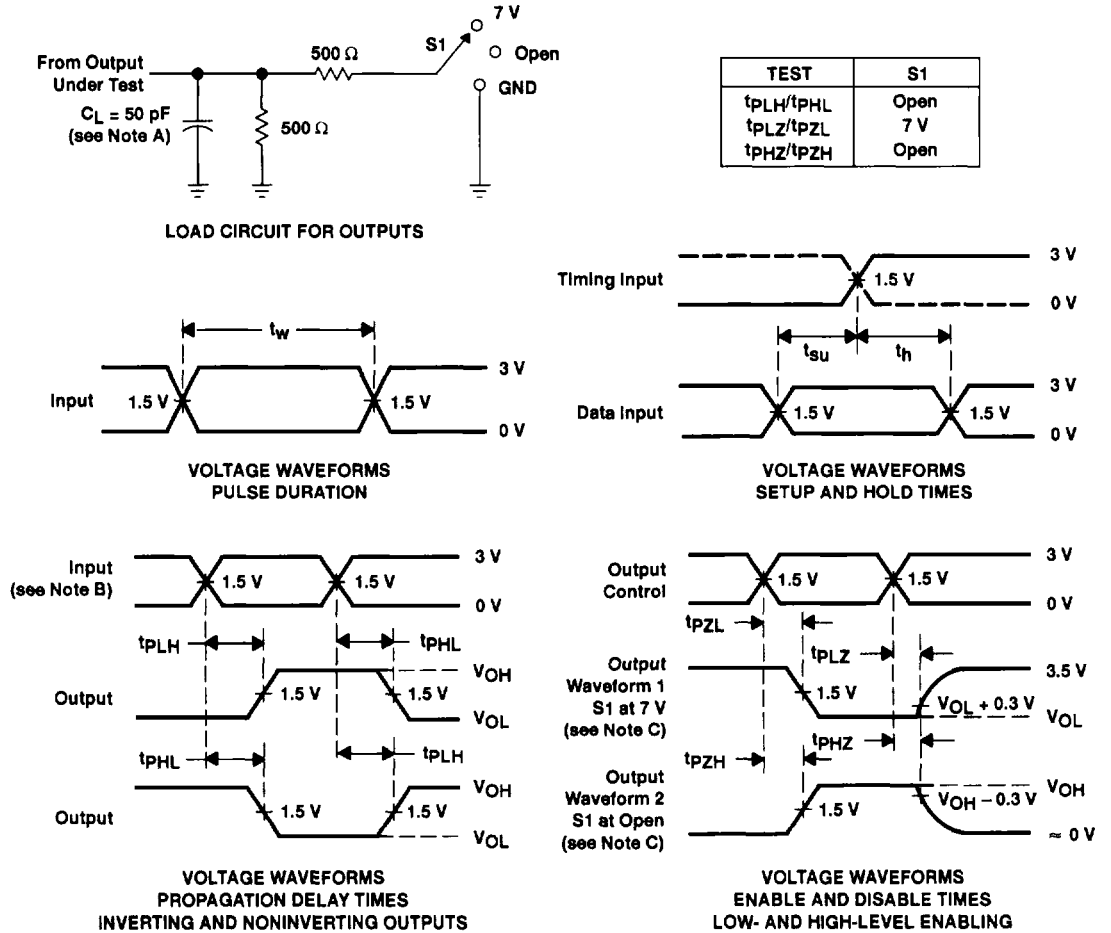 7 V
S1
Open
500 Ω
From Output
Under Test
GND
CL = 50 pF
(see Note A)
500 Ω
LOAD CIRCUIT FOR OUTPUTS
TEST S1
tPLH/tPHL Open
tPLZ/tPZL 7 V
tPHZ/tPZH Open
Timing Input
1.5 V
3 V
0 V
tsu
th
Data Input
1.5 V
1.5 V
3 V
0 V
VOLTAGE WAVEFORMS
SETUP AND HOLD TIMES
tw
Input
1.5 V
1.5 V
3 V
0 V
VOLTAGE WAVEFORMS
PULSE DURATION
Input
(see Note B)
1.5 V
1.5 V
3 V
0 V
tPLH
tPHL
Output
1.5 V
1.5 V
VOH
VOL
tPHL
tPLH
Output
1.5 V
1.5 V
VOH
VOL
VOLTAGE WAVEFORMS
PROPAGATION DELAY TIMES
INVERTING AND NONINVERTING OUTPUTS
Output
Control
1.5 V
1.5 V
3 V
0 V
tPZL
tPLZ
Output
Waveform 1
S1 at 7 V
(see Note C)
1.5 V
3.5 V
VOL + 0.3 V
VOL
tPZH
tPHZ
Output
Waveform 2
S1 at Open
(see Note C)
1.5 V
VOH
VOH – 0.3 V
≈ 0 V
VOLTAGE WAVEFORMS
ENABLE AND DISABLE TIMES
LOW- AND HIGH-LEVEL ENABLING